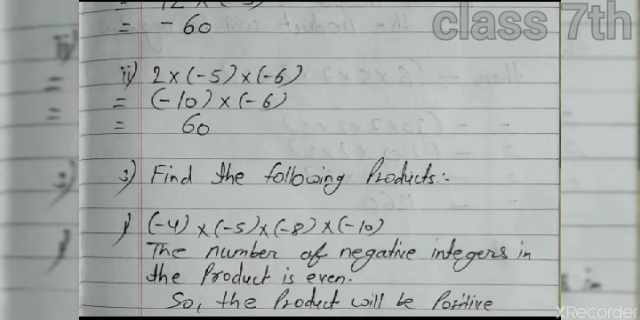 = - 60
class 7th
ii) 2 × (-5) × (-6)
= (-10) × (-6)
= 60
3) Find the following Products:-
i) (-4) × (-5) × (-8) × (-10)
The number of negative integers in
the Product is even.
So, the Product will be Positive
XRecorder